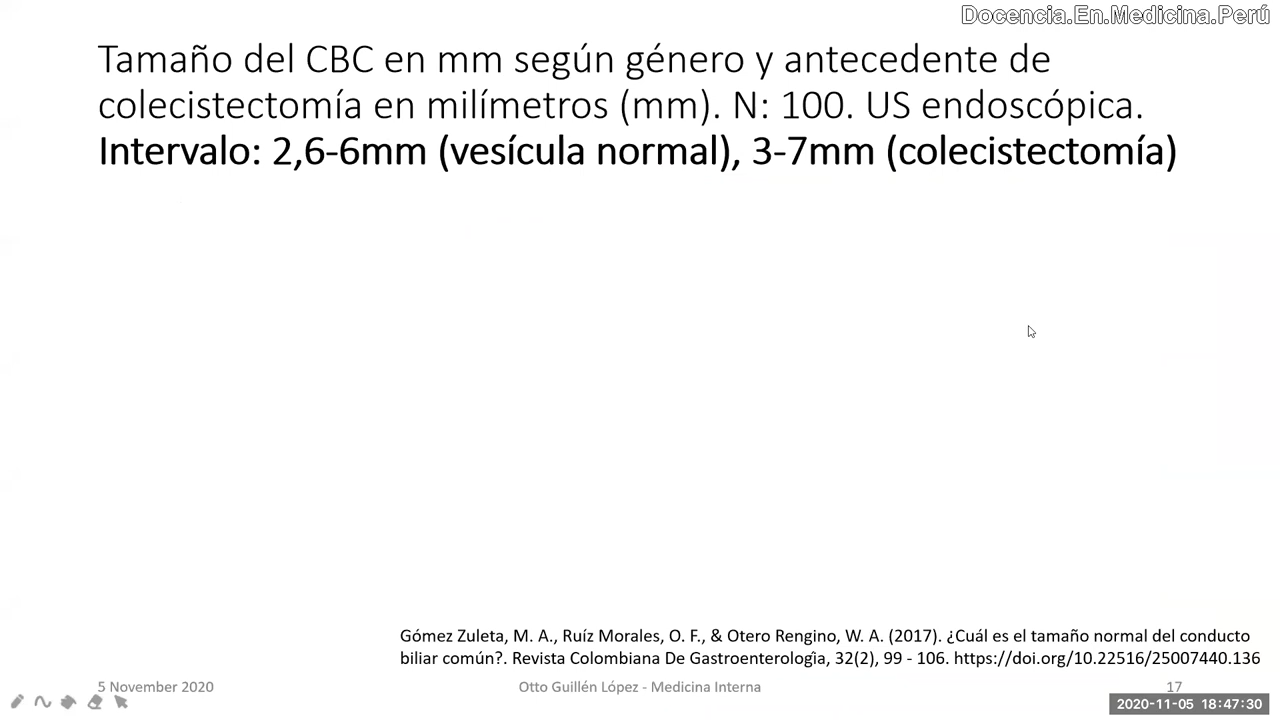 Docencia.En.Medicina.Perú
Tamaño del CBC en mm según género y antecedente de
colecistectomía en milímetros (mm). N: 100. US endoscópica.
Intervalo: 2,6-6mm (vesícula normal), 3-7mm (colecistectomía)
Gómez Zuleta, M. A., Ruíz Morales, O. F., & Otero Rengino, W. A. (2017). ¿Cuál es el tamaño normal del conducto
biliar común?. Revista Colombiana De Gastroenterología, 32(2), 99 - 106. https://doi.org/10.22516/25007440.136
5 November 2020
Otto Guillén López - Medicina Interna
17
2020-11-05 18:47:30